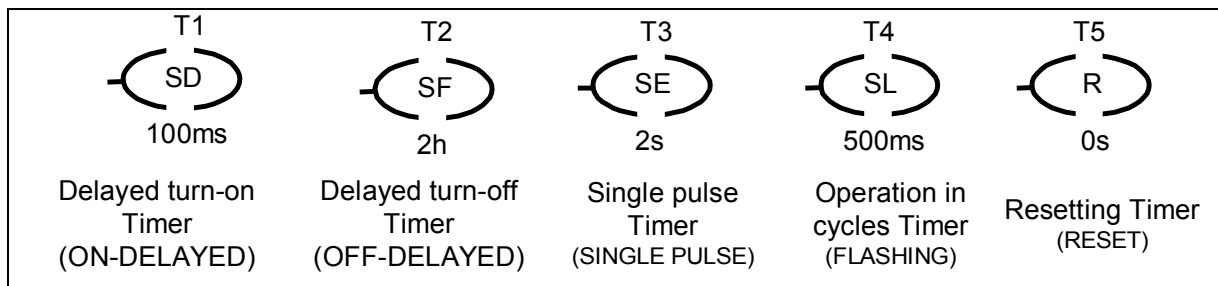 T1
SD
100ms
Delayed turn-on
Timer
(ON-DELAYED)
T2
SF
2h
Delayed turn-off
Timer
(OFF-DELAYED)
T3
SE
2s
Single pulse
Timer
(SINGLE PULSE)
T4
SL
500ms
Operation in
cycles Timer
(FLASHING)
T5
R
0s
Resetting Timer
(RESET)